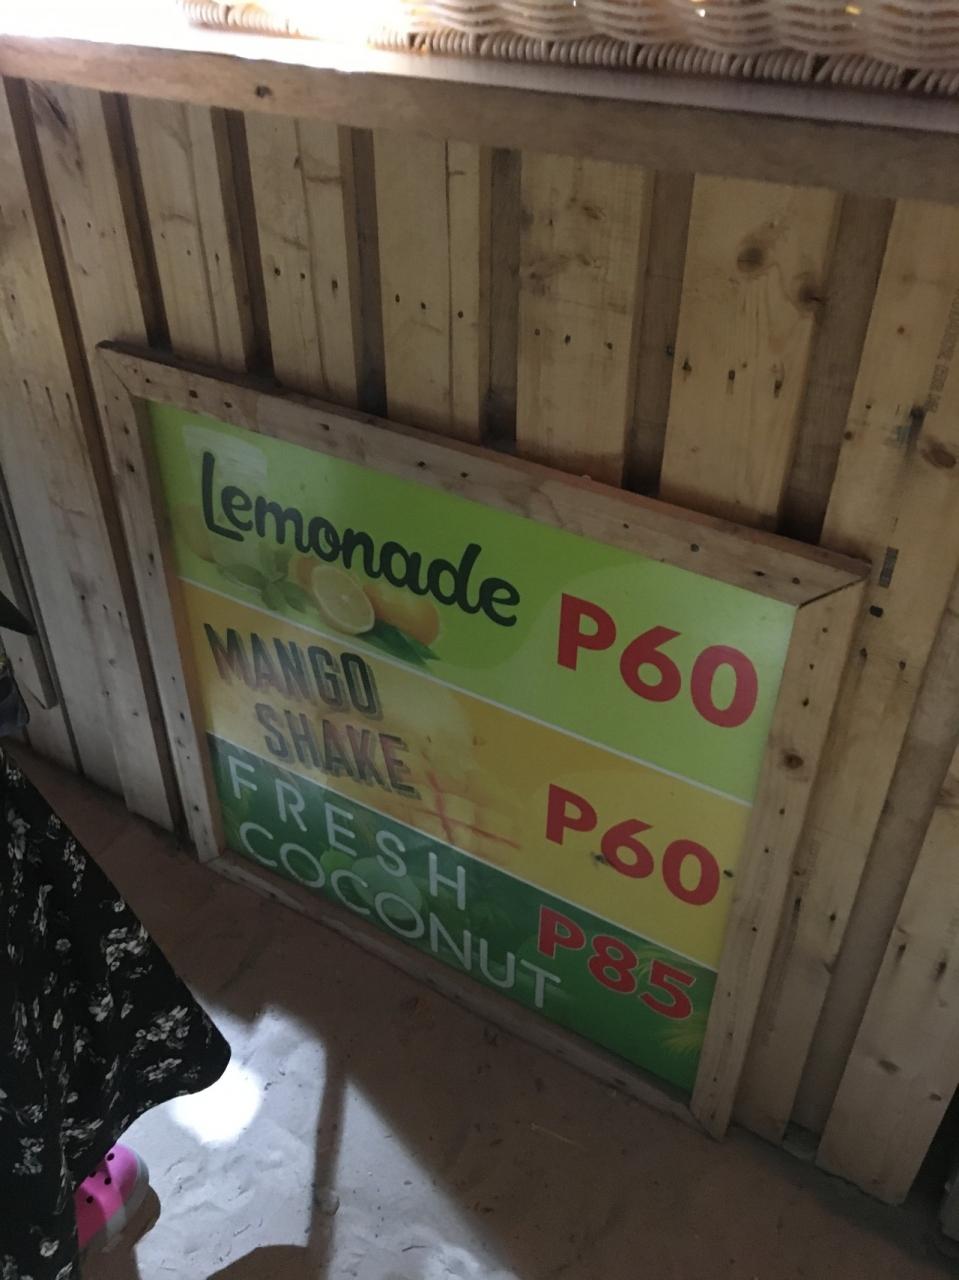 Lemonade P60
MANGO
SHAKE P60
FRESH
COCONUT P85